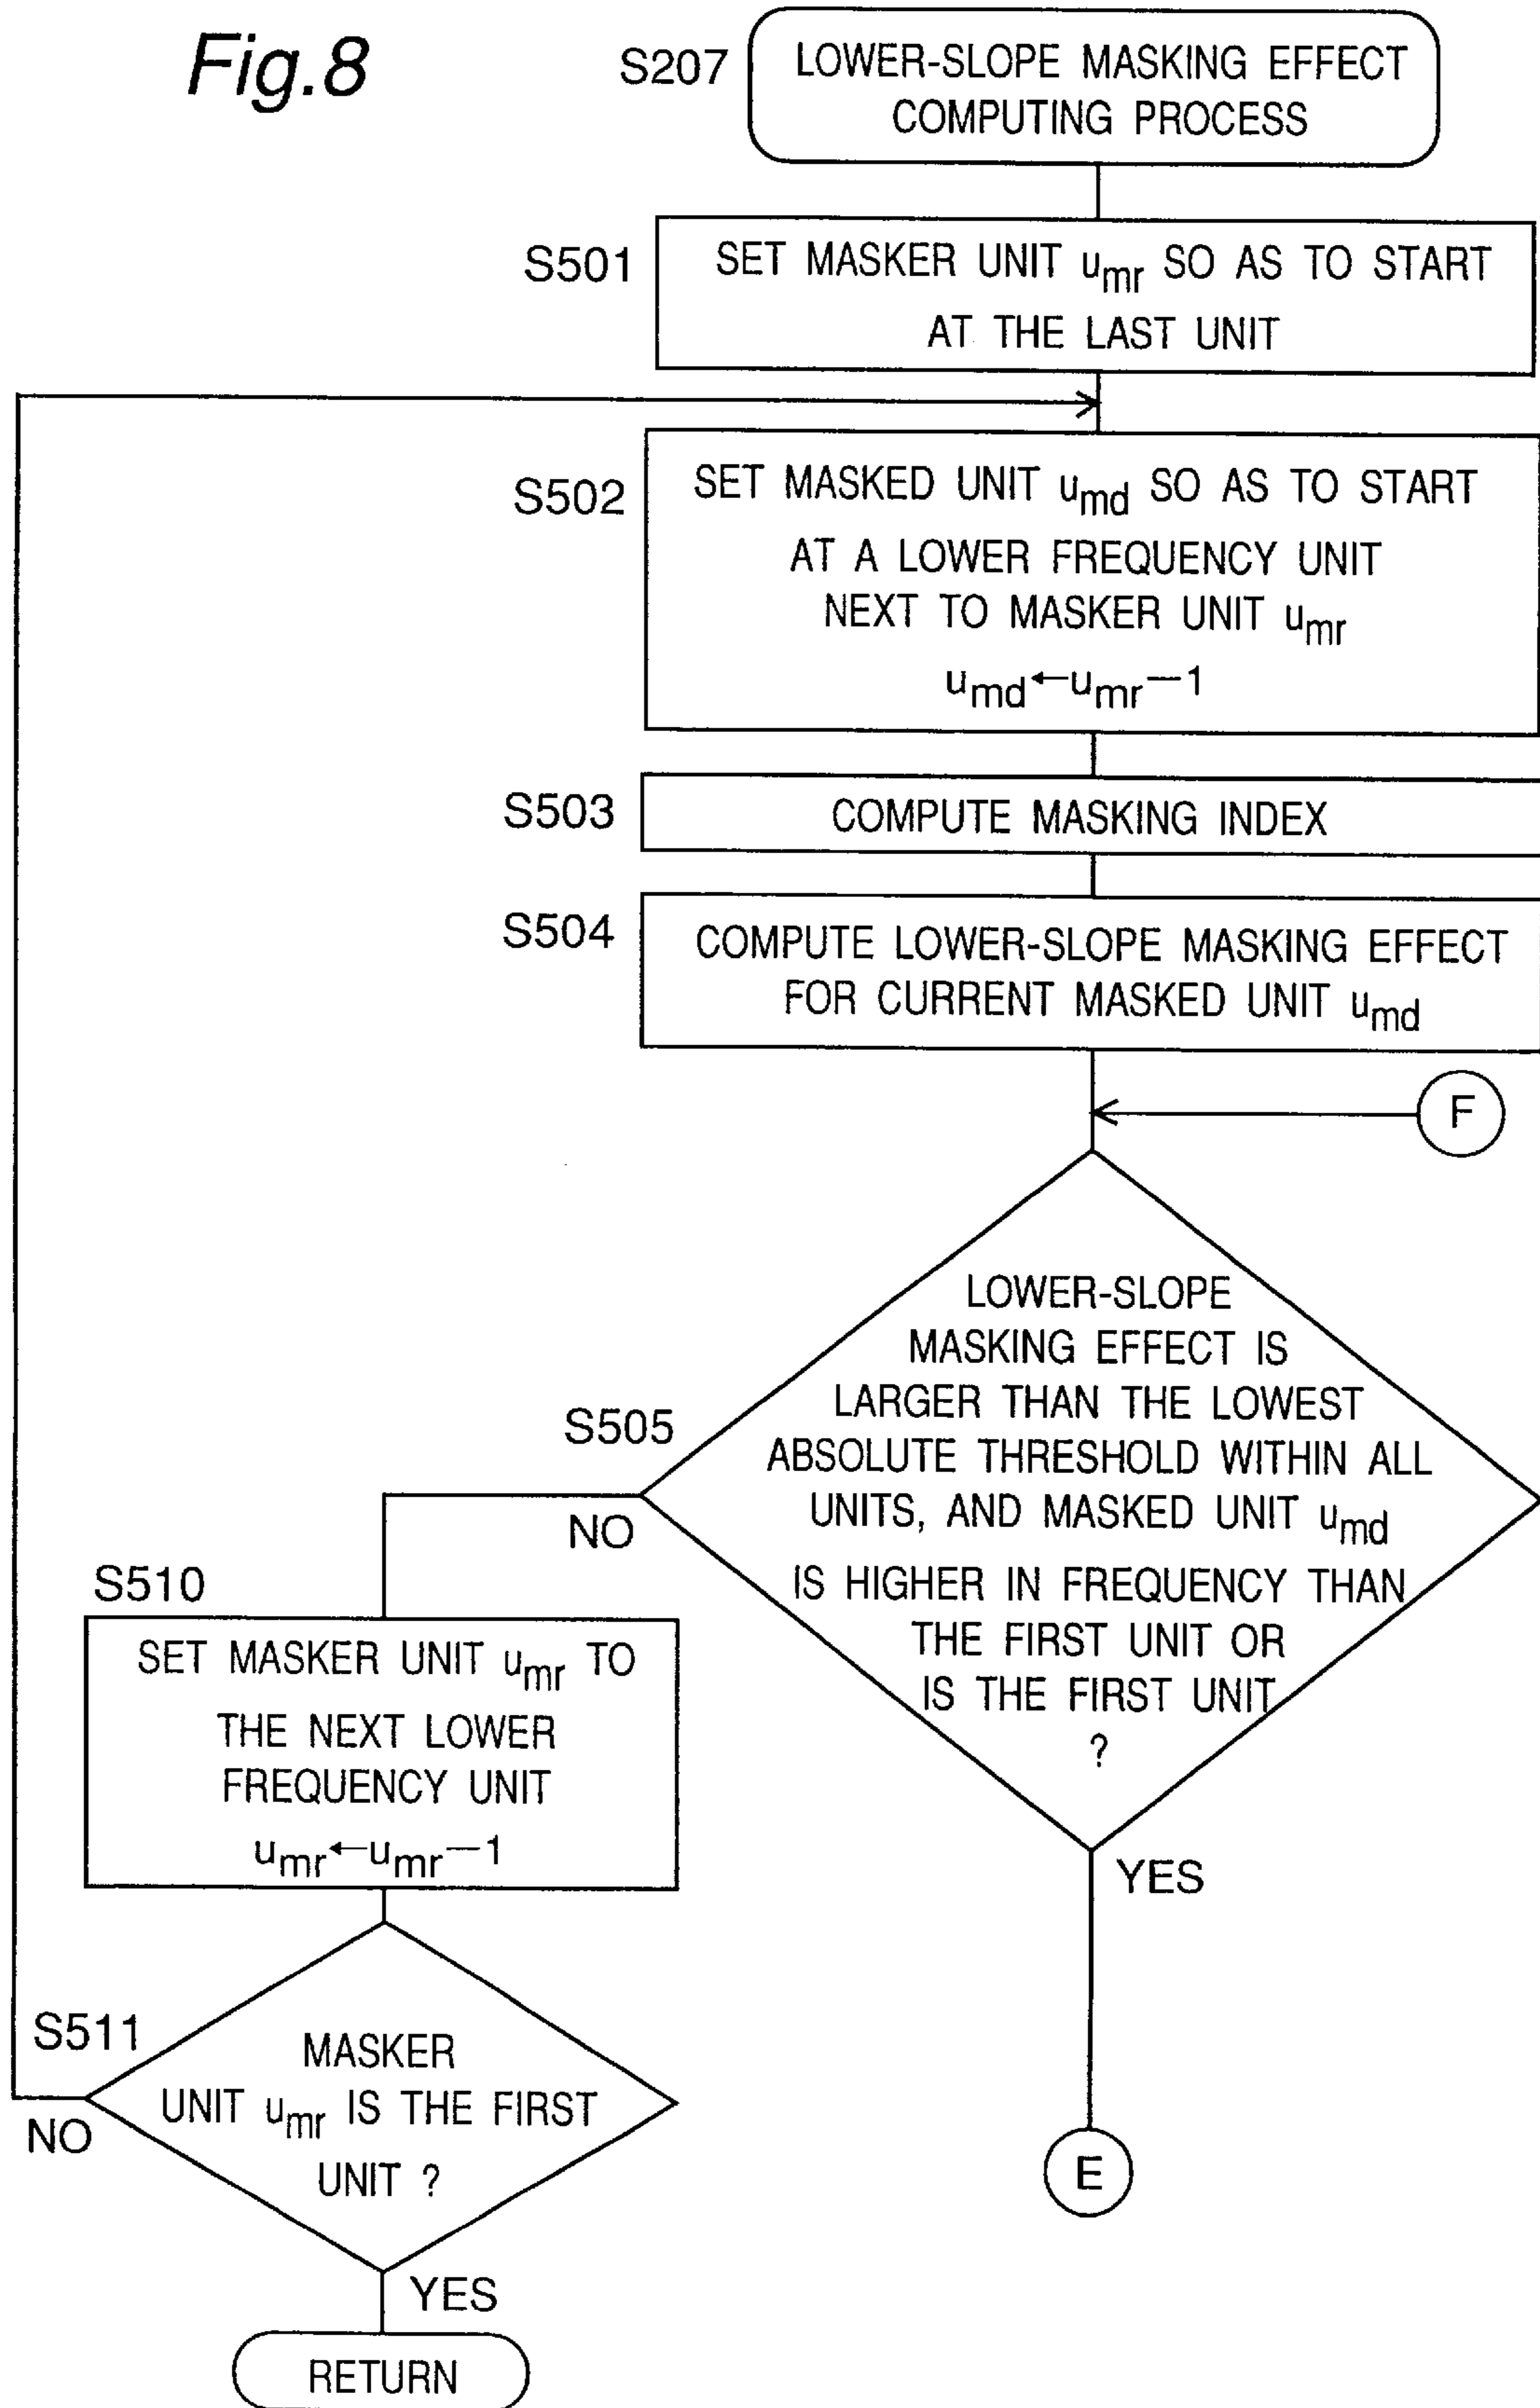 Fig.8
S207
LOWER-SLOPE MASKING EFFECT
COMPUTING PROCESS
S501
SET MASKER UNIT umr SO AS TO START
AT THE LAST UNIT
S502
SET MASKED UNIT umd SO AS TO START
AT A LOWER FREQUENCY UNIT
NEXT TO MASKER UNIT umr
umd←umr−1
S503
COMPUTE MASKING INDEX
S504
COMPUTE LOWER-SLOPE MASKING EFFECT
FOR CURRENT MASKED UNIT umd
F
S505
LOWER-SLOPE
MASKING EFFECT IS
LARGER THAN THE LOWEST
ABSOLUTE THRESHOLD WITHIN ALL
UNITS, AND MASKED UNIT umd
IS HIGHER IN FREQUENCY THAN
THE FIRST UNIT OR
IS THE FIRST UNIT
?
NO
YES
E
S510
SET MASKER UNIT umr TO
THE NEXT LOWER
FREQUENCY UNIT
umr←umr−1
S511
MASKER
UNIT umr IS THE FIRST
UNIT ?
NO
YES
RETURN